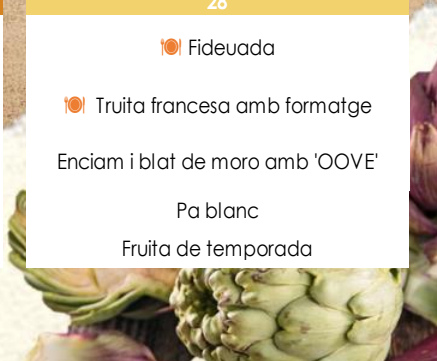 28
Fideuada
Truita francesa amb formatge
Enciam i blat de moro amb 'OOVE'
Pa blanc
Fruita de temporada